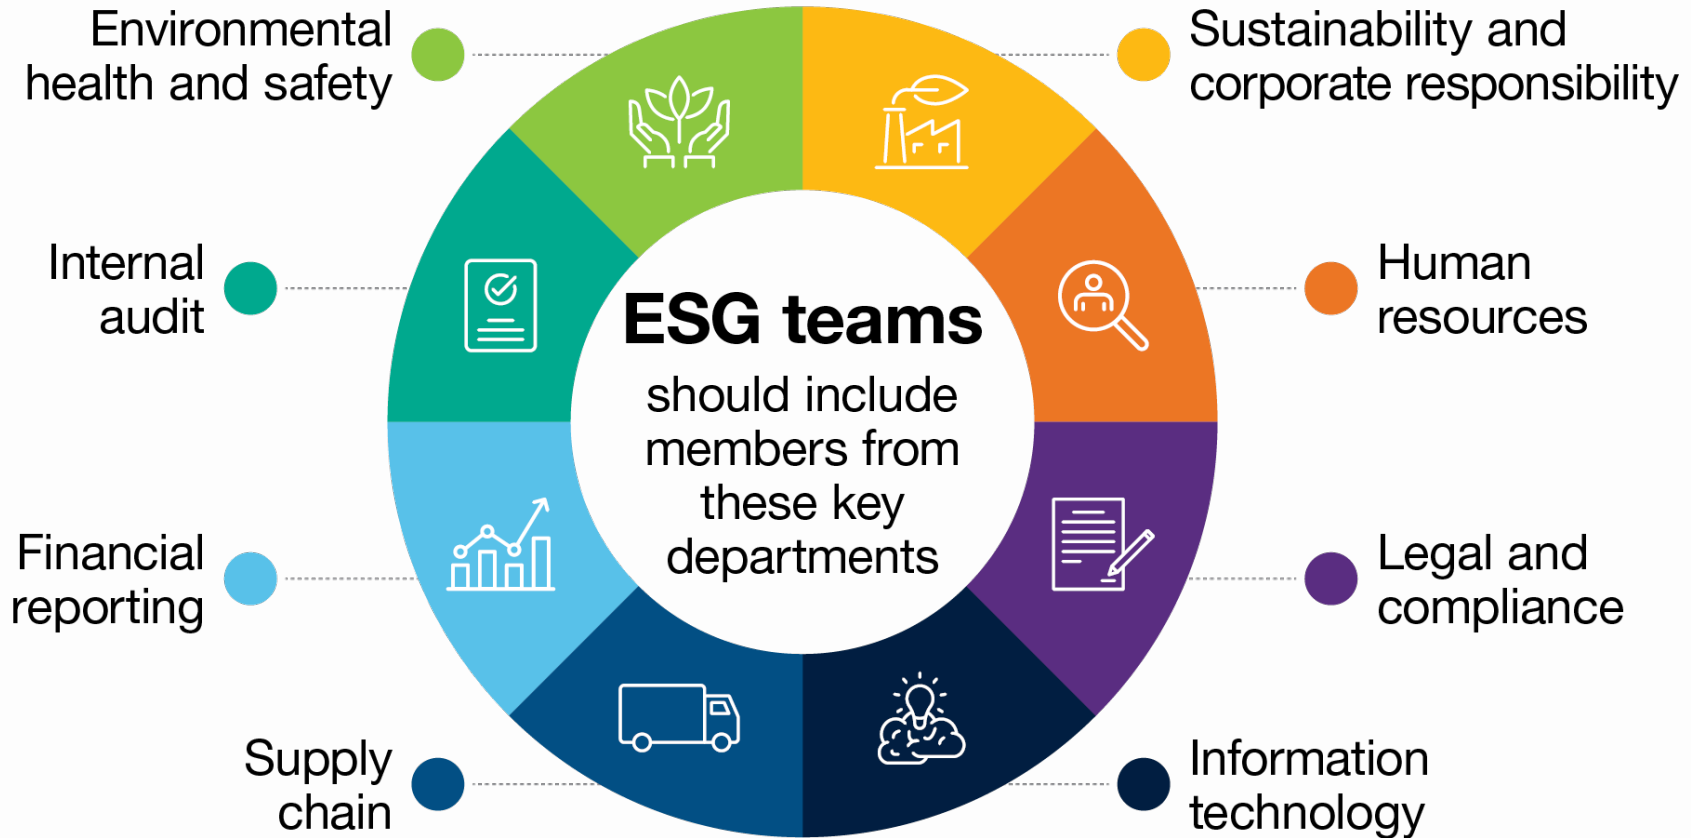 Environmental
health and safety
Sustainability and
corporate responsibility
Internal
audit
Human
resources
ESG teams
should include
members from
these key
departments
Financial
reporting
Legal and
compliance
Supply
chain
Information
technology